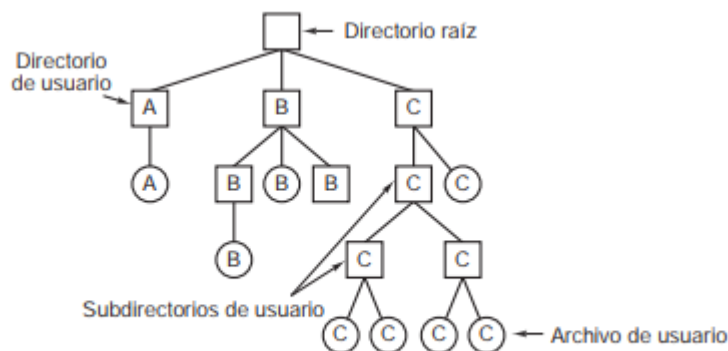 Directorio raíz
Directorio
de usuario
A B C
A B B B C C
B C C
Subdirectorios de usuario
C C C C Archivo de usuario